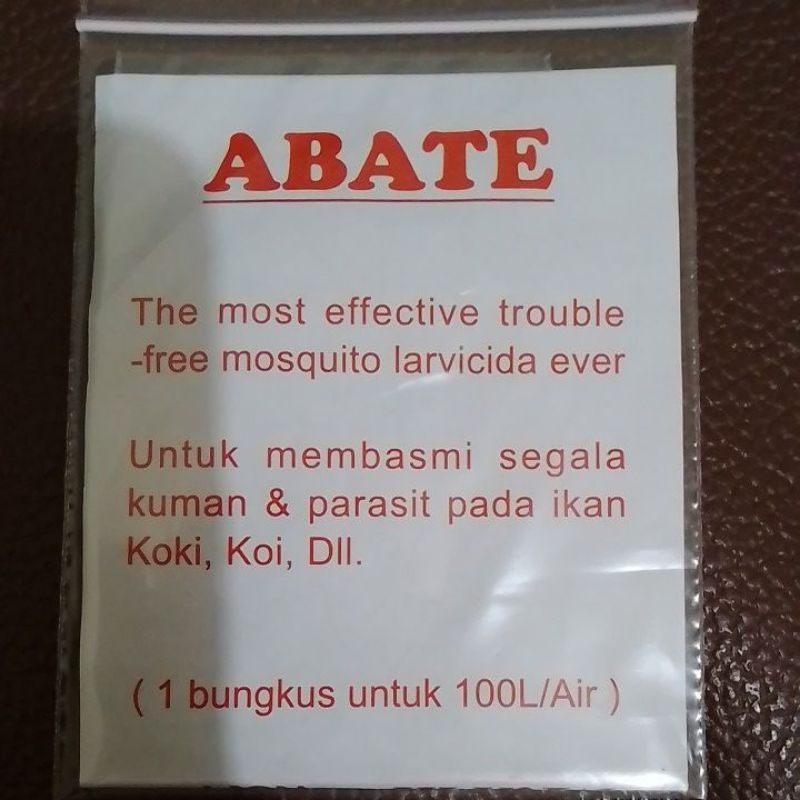 ABATE
The most effective trouble
-free mosquito larvicida ever
Untuk membasmi segala
kuman & parasit pada ikan
Koki, Koi, Dll.
( 1 bungkus untuk 100L/Air )